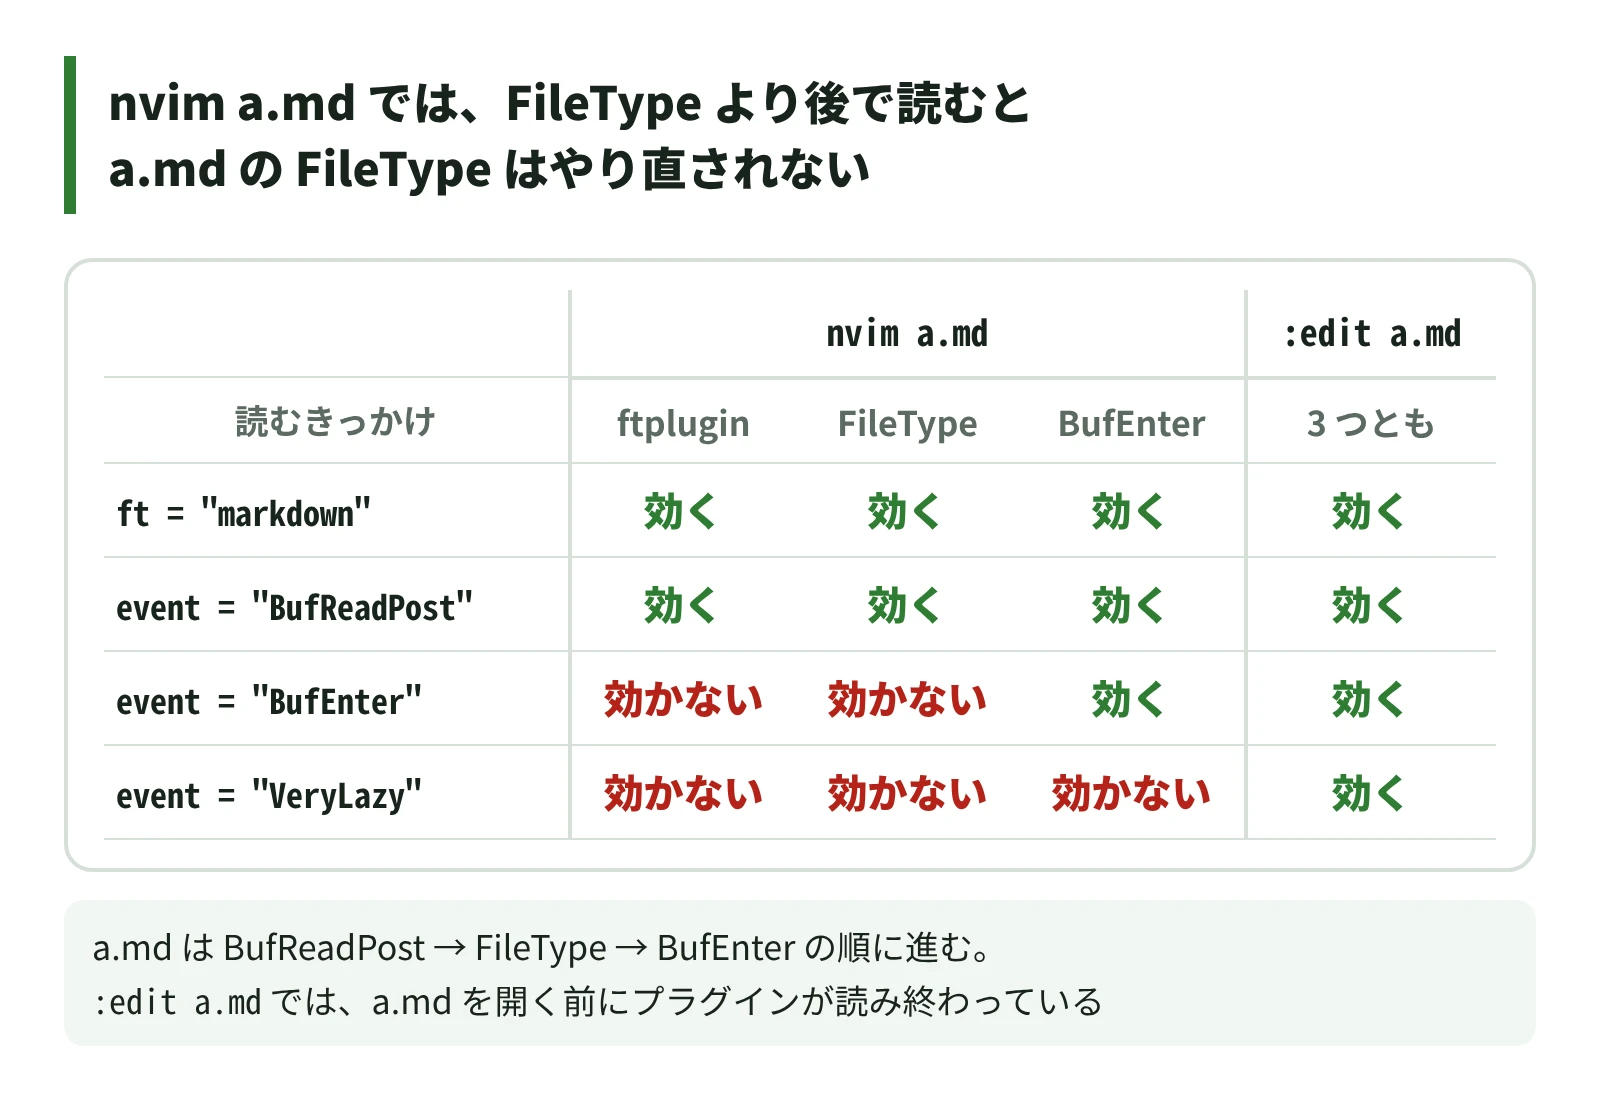 nvim a.md では、FileType より後で読むと
a.md の FileType はやり直されない
nvim a.md :edit a.md
読むきっかけ ftplugin FileType BufEnter 3 つとも
ft = "markdown" 効く 効く 効く 効く
event = "BufReadPost" 効く 効く 効く 効く
event = "BufEnter" 効かない 効かない 効く 効く
event = "VeryLazy" 効かない 効かない 効かない 効く
a.md は BufReadPost → FileType → BufEnter の順に進む。
:edit a.md では、a.md を開く前にプラグインが読み終わっている